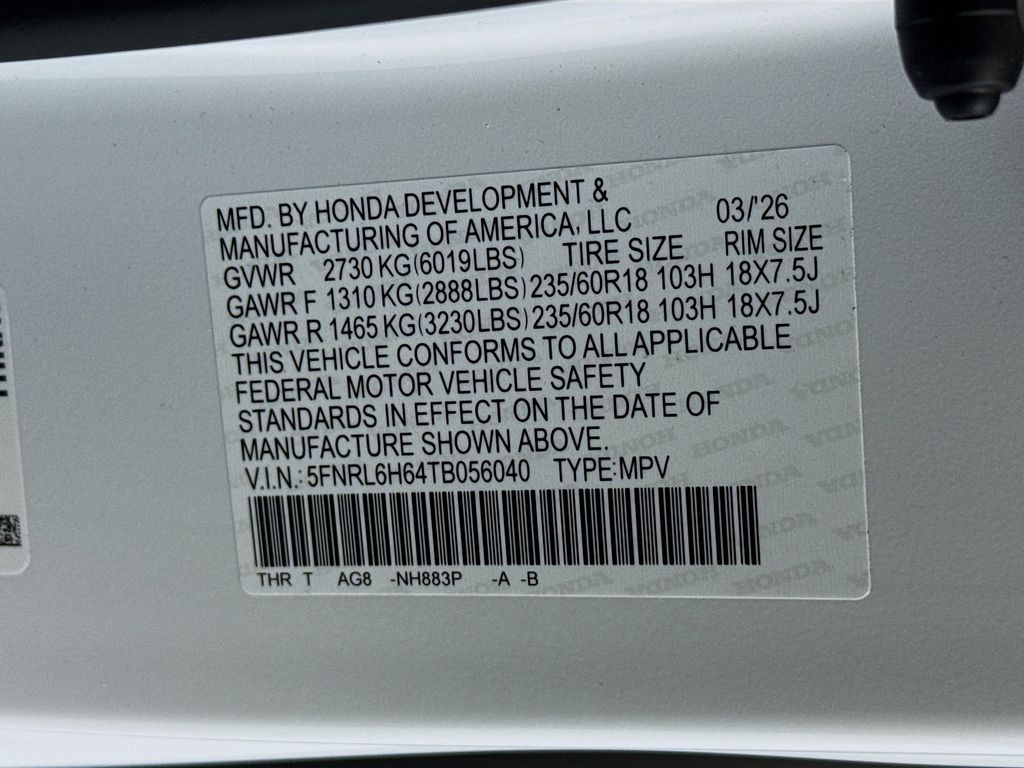 MFD. BY HONDA DEVELOPMENT &
MANUFACTURING OF AMERICA, LLC 03/'26
GVWR 2730 KG(6019LBS) TIRE SIZE RIM SIZE
GAWR F 1310 KG(2888LBS) 235/60R18 103H 18X7.5J
GAWR R 1465 KG(3230LBS) 235/60R18 103H 18X7.5J
THIS VEHICLE CONFORMS TO ALL APPLICABLE
FEDERAL MOTOR VEHICLE SAFETY
STANDARDS IN EFFECT ON THE DATE OF
MANUFACTURE SHOWN ABOVE.
V.I.N.: 5FNRL6H64TB056040 TYPE:MPV
THR T AG8 -NH883P -A -B